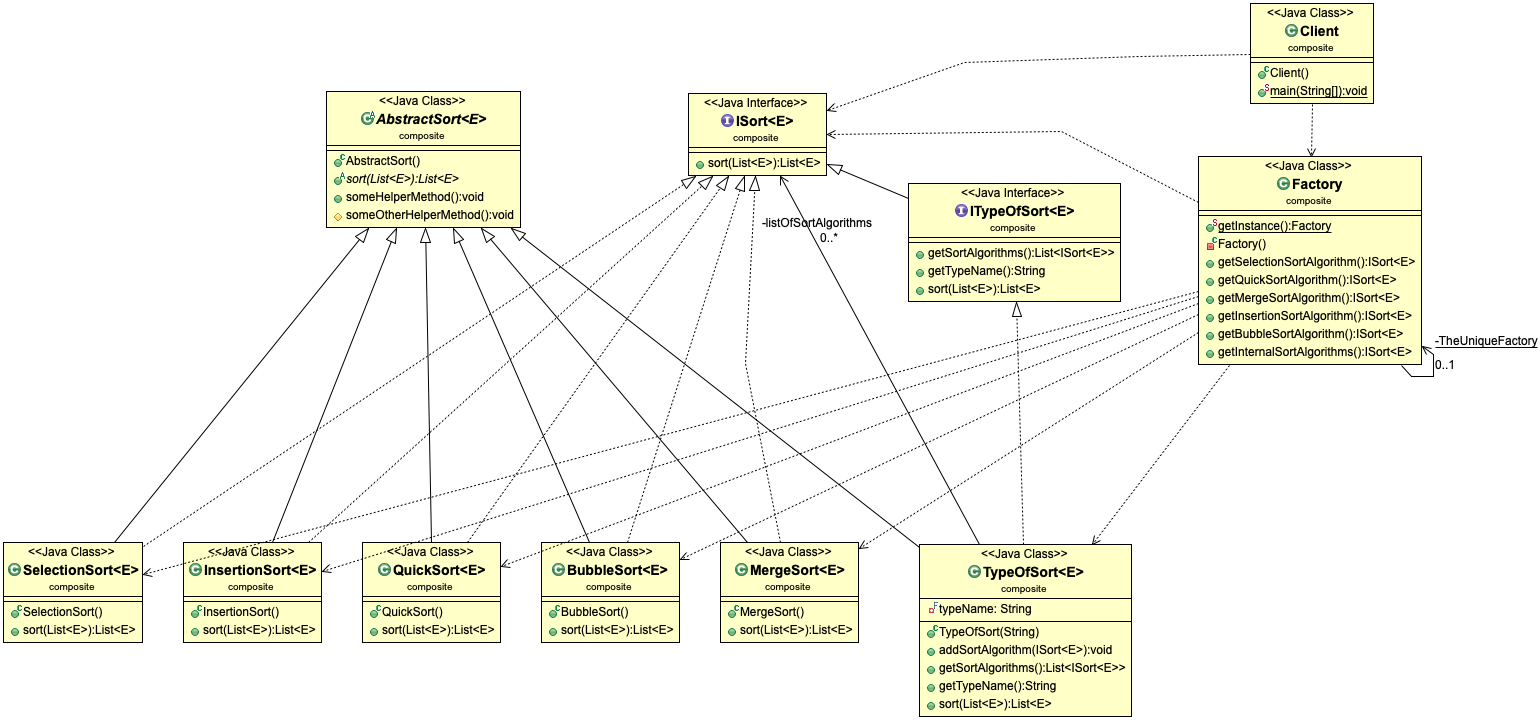 <<Java Class>>
Client
composite
Client()
main(String[]):void
<<Java Class>>
AbstractSort<E>
composite
AbstractSort()
sort(List<E>):List<E>
someHelperMethod():void
someOtherHelperMethod():void
<<Java Interface>>
ISort<E>
composite
sort(List<E>):List<E>
<<Java Interface>>
ITypeOfSort<E>
composite
getSortAlgorithms():List<ISort<E>>
getTypeName():String
sort(List<E>):List<E>
<<Java Class>>
Factory
composite
getInstance():Factory
Factory()
getSelectionSortAlgorithm():ISort<E>
getQuickSortAlgorithm():ISort<E>
getMergeSortAlgorithm():ISort<E>
getInsertionSortAlgorithm():ISort<E>
getBubbleSortAlgorithm():ISort<E>
getInternalSortAlgorithms():ISort<E>
-listOfSortAlgorithms
0..*
-TheUniqueFactory
0..1
<<Java Class>>
SelectionSort<E>
composite
SelectionSort()
sort(List<E>):List<E>
<<Java Class>>
InsertionSort<E>
composite
InsertionSort()
sort(List<E>):List<E>
<<Java Class>>
QuickSort<E>
composite
QuickSort()
sort(List<E>):List<E>
<<Java Class>>
BubbleSort<E>
composite
BubbleSort()
sort(List<E>):List<E>
<<Java Class>>
MergeSort<E>
composite
MergeSort()
sort(List<E>):List<E>
<<Java Class>>
TypeOfSort<E>
composite
typeName: String
TypeOfSort(String)
addSortAlgorithm(ISort<E>):void
getSortAlgorithms():List<ISort<E>>
getTypeName():String
sort(List<E>):List<E>